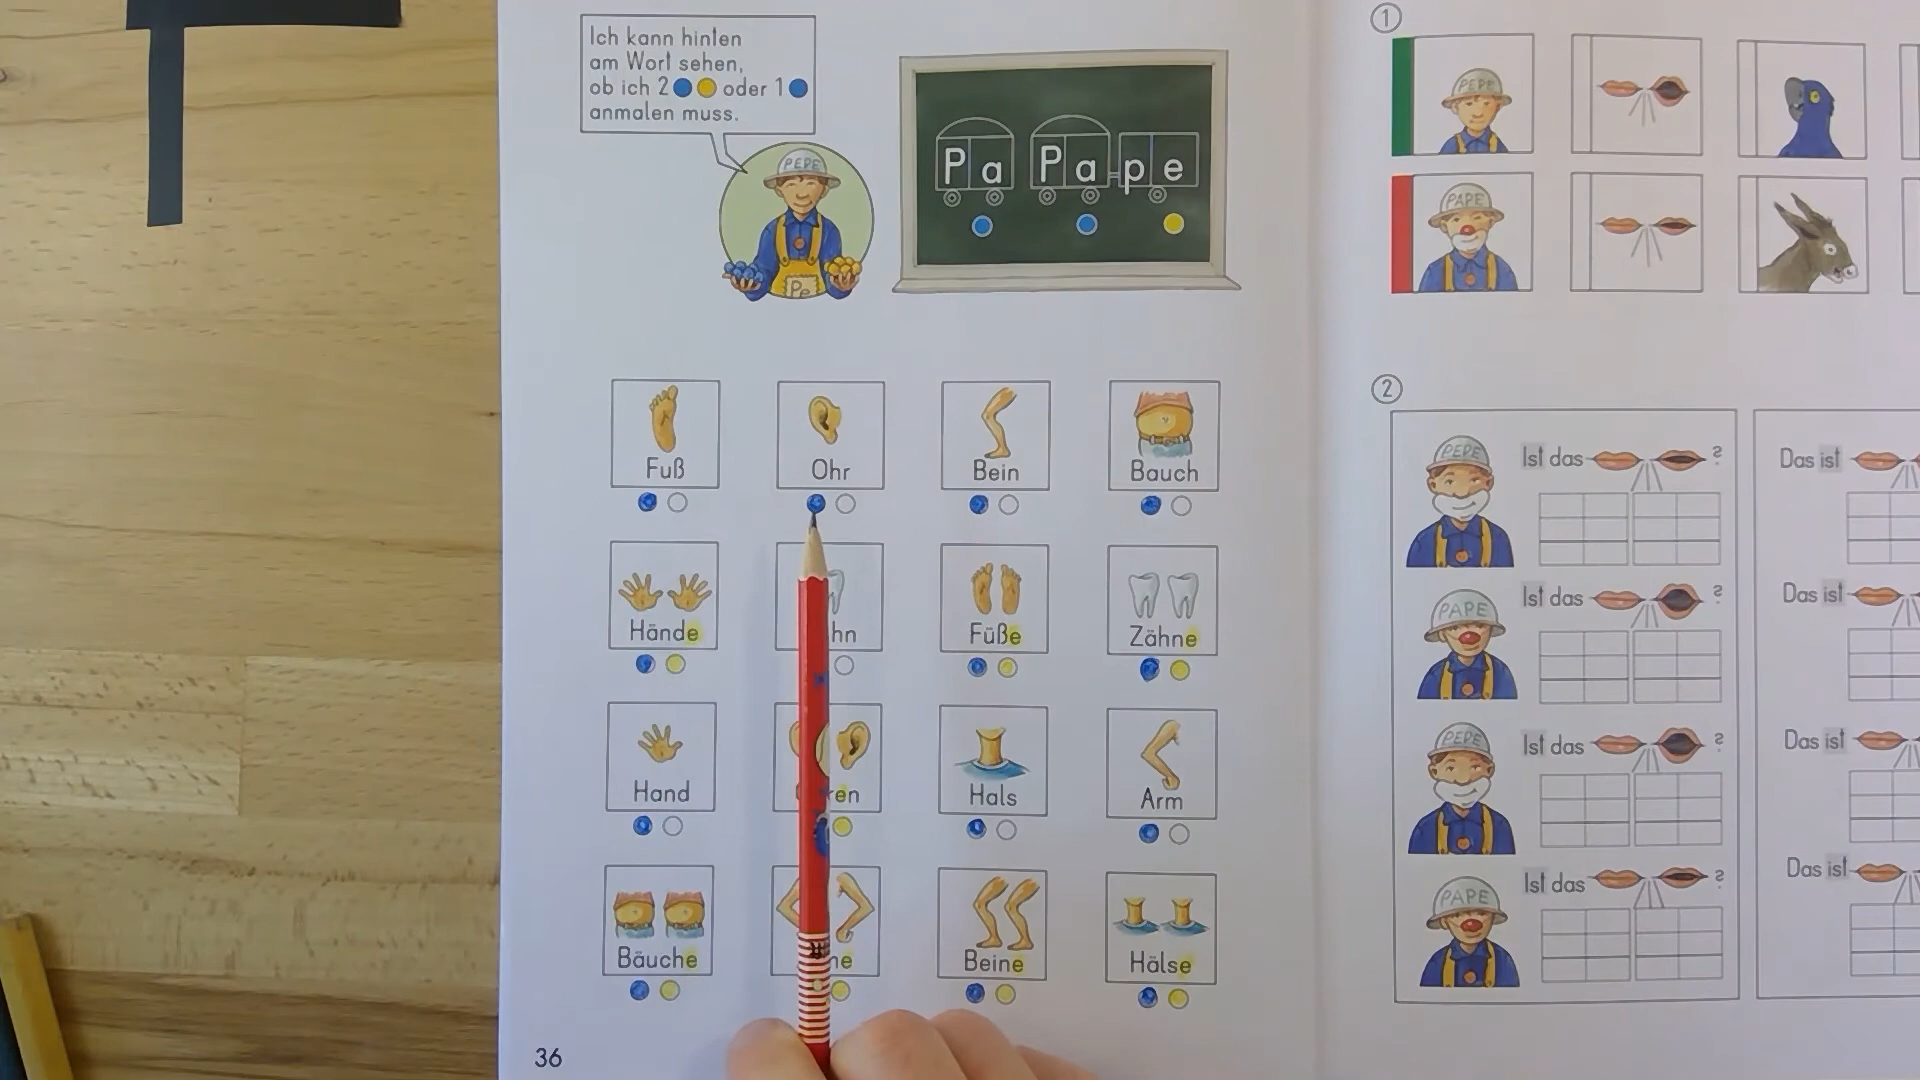 Ich kann hinten
am Wort sehen,
ob ich 2 oder 1
anmalen muss.
PEPE
Pe
Pa Pape
Fuß
Ohr
Bein
Bauch
Hände
Füße
Zähne
Hand
Hals
Arm
Bäuche
Beine
Hälse
36
1
PEPE
PAPE
2
PEPE
Ist das ?
Das ist
PAPE
Ist das ?
Das ist
PEPE
Ist das ?
Das ist
PAPE
Ist das ?
Das ist